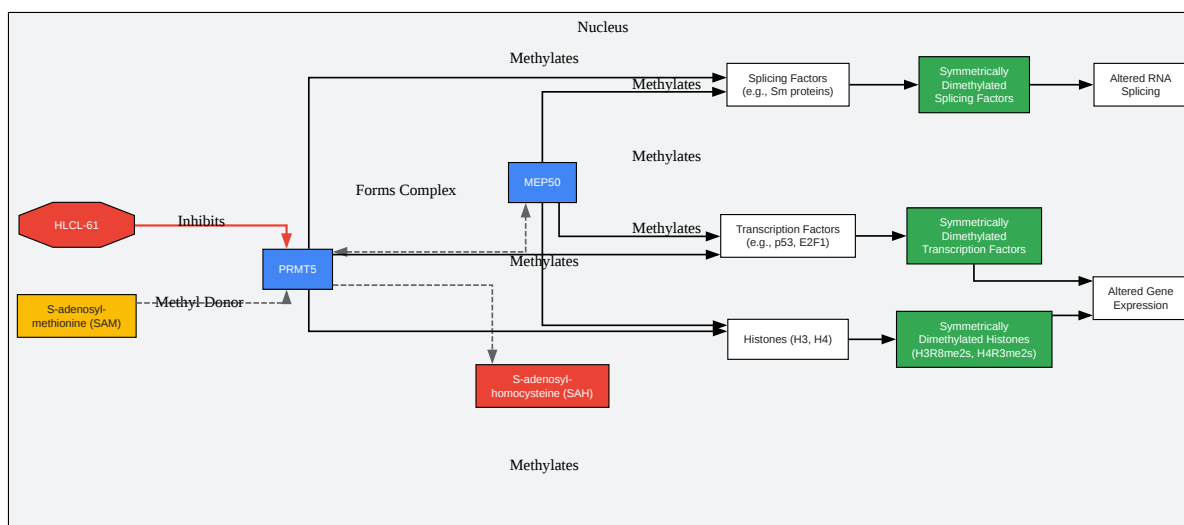 Nucleus
Methylates
Splicing Factors
(e.g., Sm proteins)
Symmetrically
Dimethylated
Splicing Factors
Altered RNA
Splicing
Methylates
Methylates
MEP50
Forms Complex
HLCL-61
Inhibits
Methylates
Transcription Factors
(e.g., p53, E2F1)
Symmetrically
Dimethylated
Transcription Factors
PRMT5
Methylates
S-adenosyl-
methionine (SAM)
Methyl Donor
Altered Gene
Expression
Histones (H3, H4)
Symmetrically
Dimethylated Histones
(H3R8me2s, H4R3me2s)
S-adenosyl-
homocysteine (SAH)
Methylates